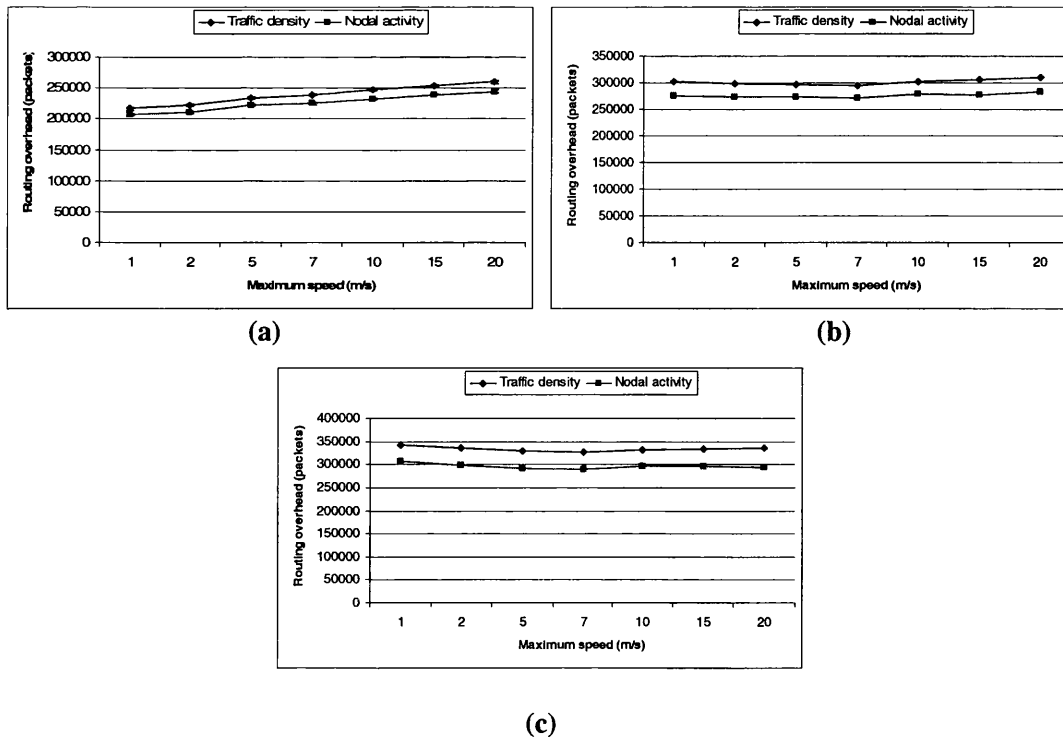 Traffic density Nodal activity
Routing overhead (packets)
300000
250000
200000
150000
100000
50000
0
1 2 5 7 10 15 20
Maximum speed (m/s)
(a)
Traffic density Nodal activity
Routing overhead (packets)
350000
300000
250000
200000
150000
100000
50000
0
1 2 5 7 10 15 20
Maximum speed (m/s)
(b)
Traffic density Nodal activity
Routing overhead (packets)
400000
350000
300000
250000
200000
150000
100000
50000
0
1 2 5 7 10 15 20
Maximum speed (m/s)
(c)